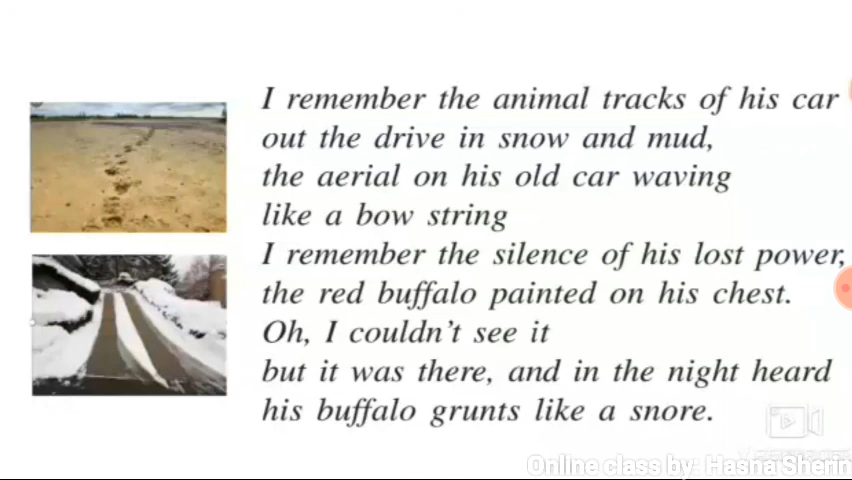 I remember the animal tracks of his car
out the drive in snow and mud,
the aerial on his old car waving
like a bow string
I remember the silence of his lost power,
the red buffalo painted on his chest.
Oh, I couldn't see it
but it was there, and in the night heard
his buffalo grunts like a snore.
Online class by: Hasna Sherin